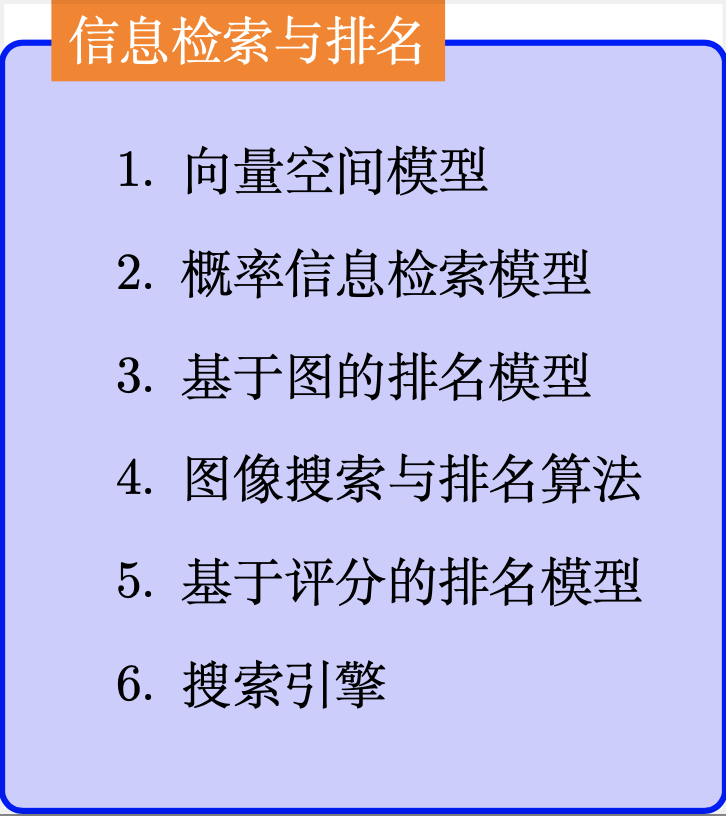 信息检索与排名
1. 向量空间模型
2. 概率信息检索模型
3. 基于图的排名模型
4. 图像搜索与排名算法
5. 基于评分的排名模型
6. 搜索引擎